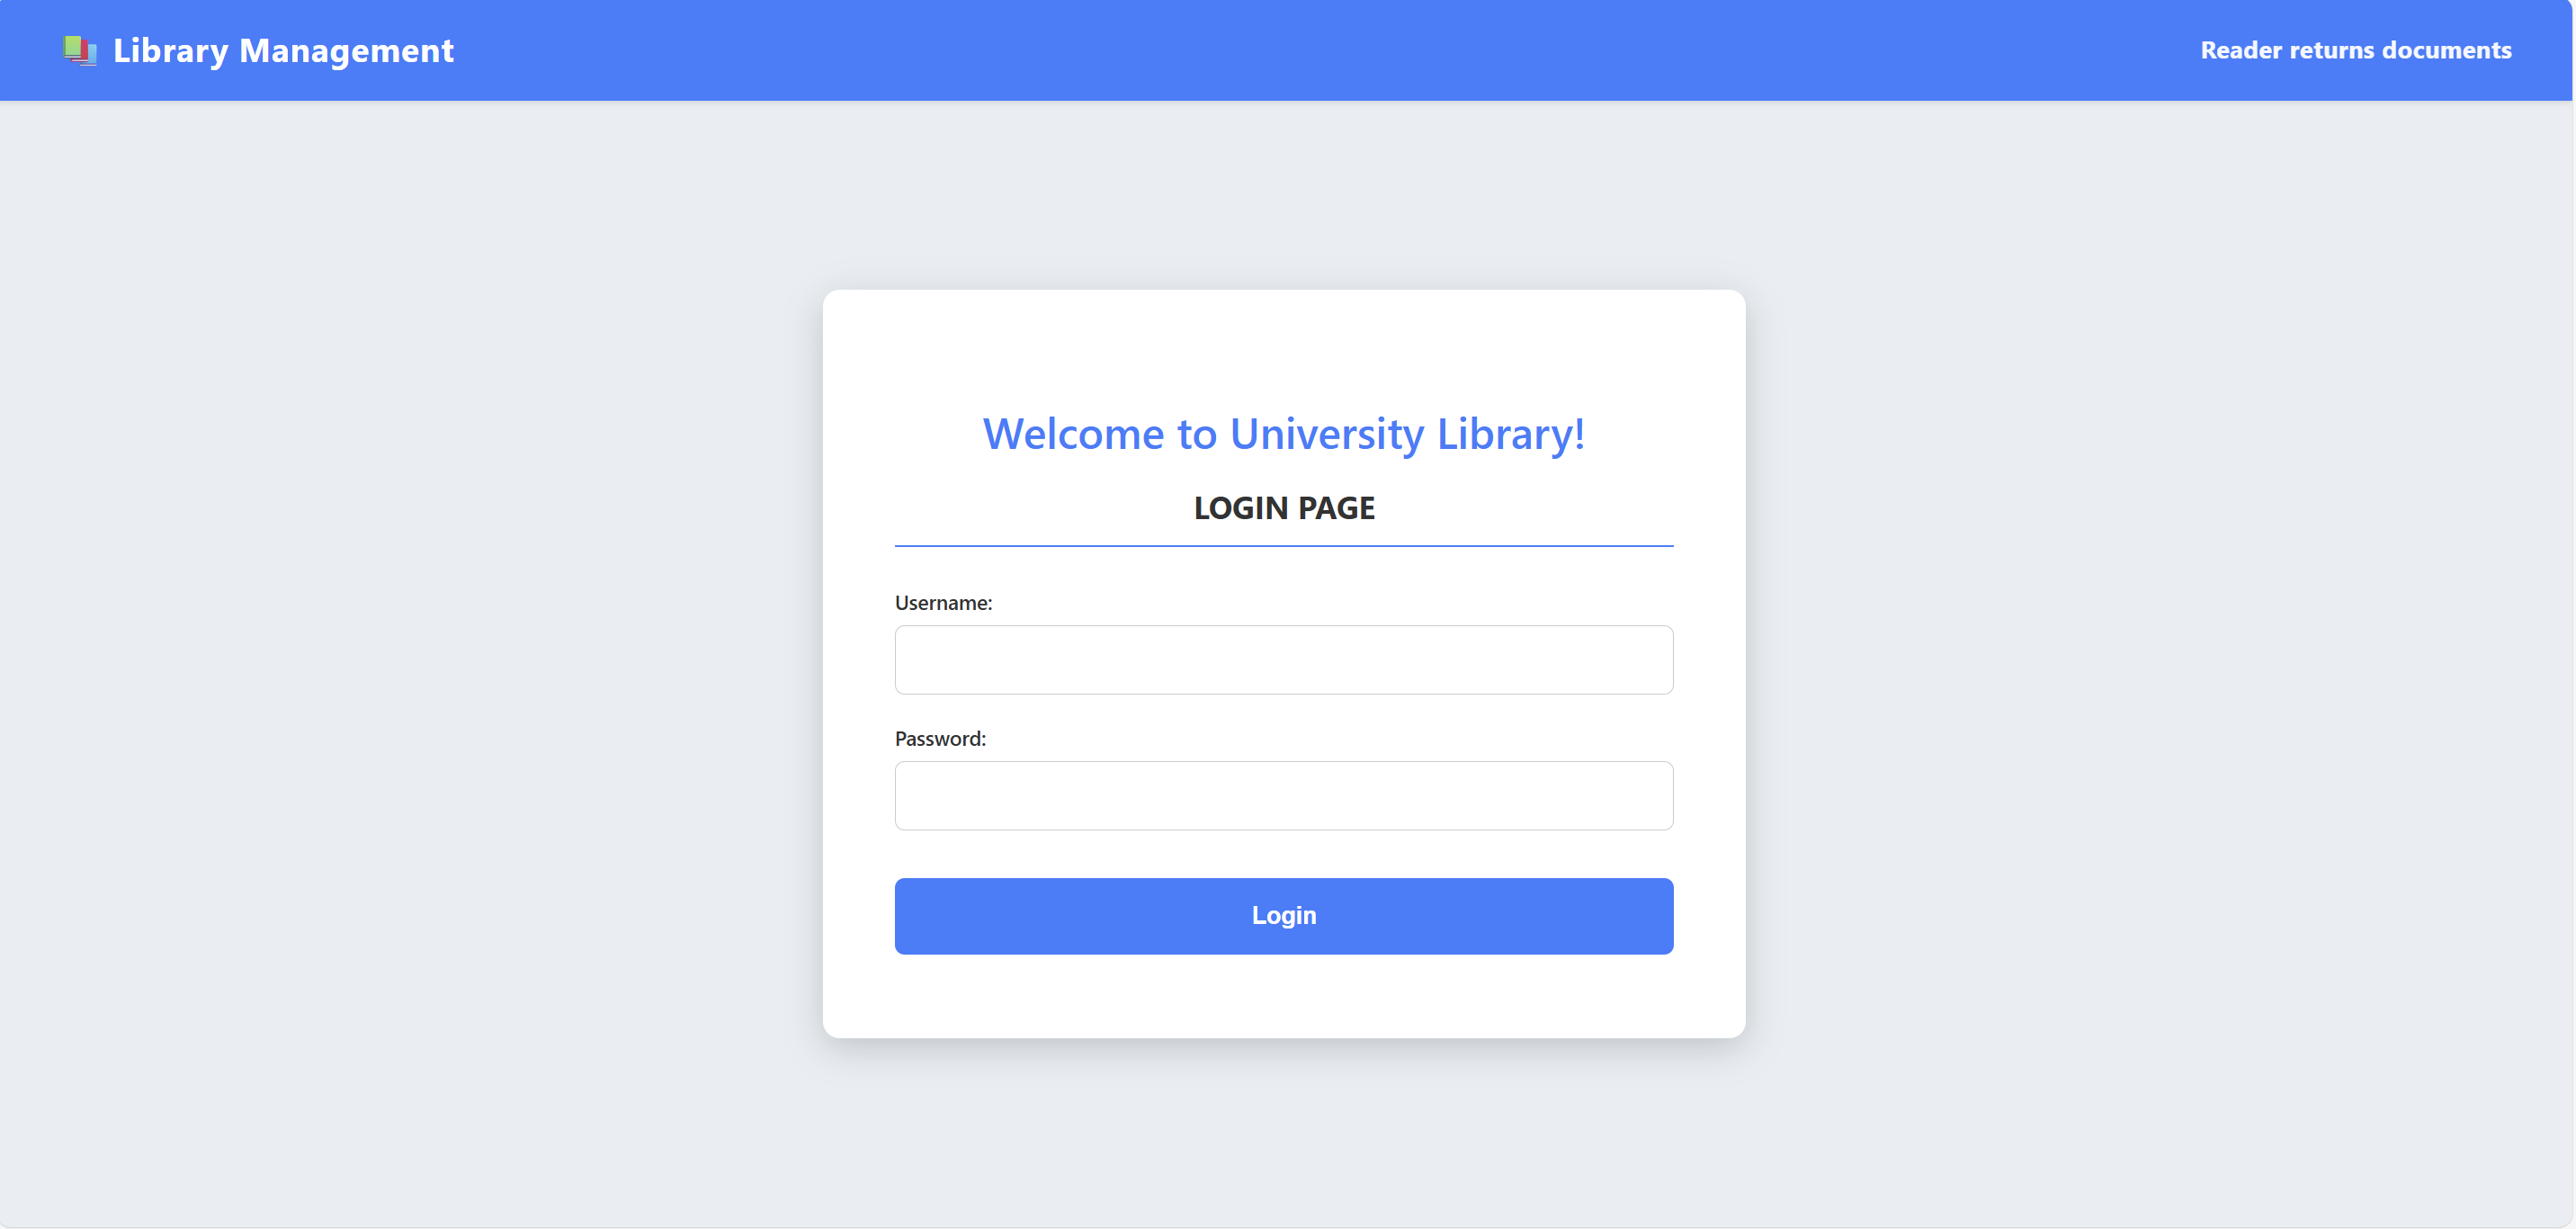 Library Management
Reader returns documents
Welcome to University Library!
LOGIN PAGE
Username:
Password:
Login